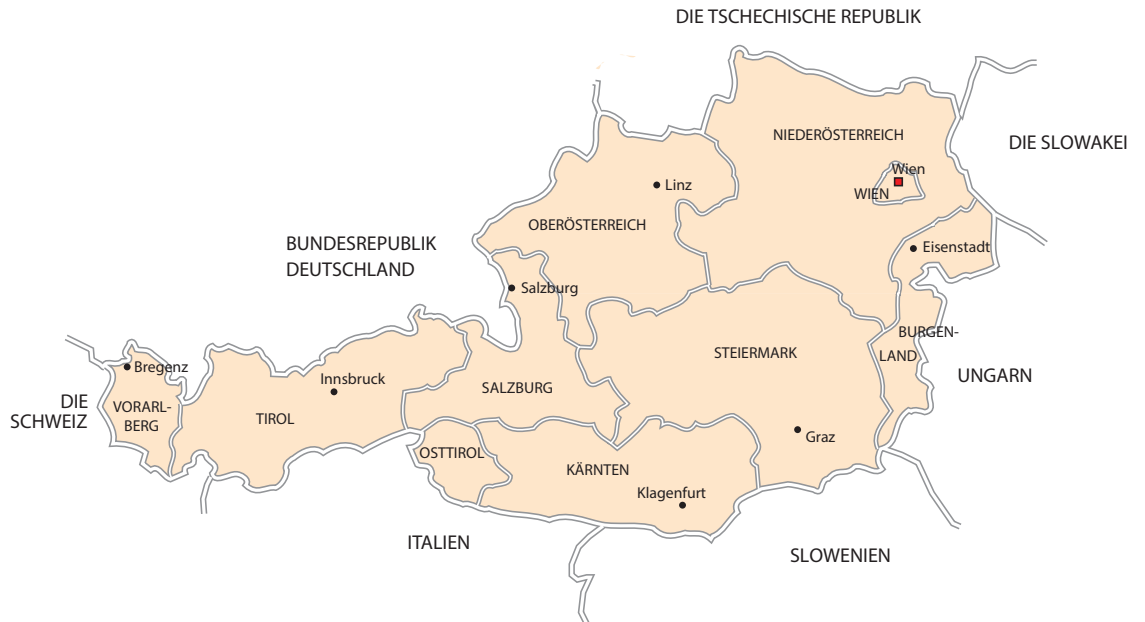 DIE TSCHECHISCHE REPUBLIK
NIEDERÖSTERREICH
DIE SLOWAKEI
Wien
WIEN
Linz
OBERÖSTERREICH
BUNDESREPUBLIK
DEUTSCHLAND
Eisenstadt
Salzburg
BURGEN-
LAND
STEIERMARK
Bregenz
Innsbruck
UNGARN
SALZBURG
DIE
SCHWEIZ
VORARL-
BERG
TIROL
Graz
OSTTIROL
KÄRNTEN
Klagenfurt
ITALIEN
SLOWENIEN